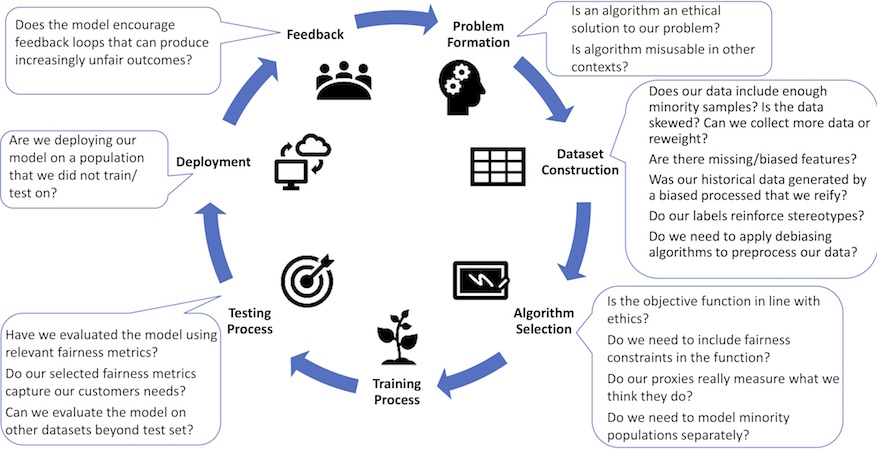 Does the model encourage
feedback loops that can produce
increasingly unfair outcomes?
Feedback
Problem
Formation
Is an algorithm an ethical
solution to our problem?
Is algorithm misusable in other
contexts?
Does our data include enough
minority samples? Is the data
skewed? Can we collect more data or
reweight?
Are there missing/biased features?
Was our historical data generated by
a biased processed that we reify?
Do our labels reinforce stereotypes?
Do we need to apply debiasing
algorithms to preprocess our data?
Dataset
Construction
Are we deploying our
model on a population
that we did not train/
test on?
Deployment
Algorithm
Selection
Is the objective function in line with
ethics?
Do we need to include fairness
constraints in the function?
Do our proxies really measure what we
think they do?
Do we need to model minority
populations separately?
Testing
Process
Have we evaluated the model using
relevant fairness metrics?
Do our selected fairness metrics
capture our customers needs?
Can we evaluate the model on
other datasets beyond test set?
Training
Process